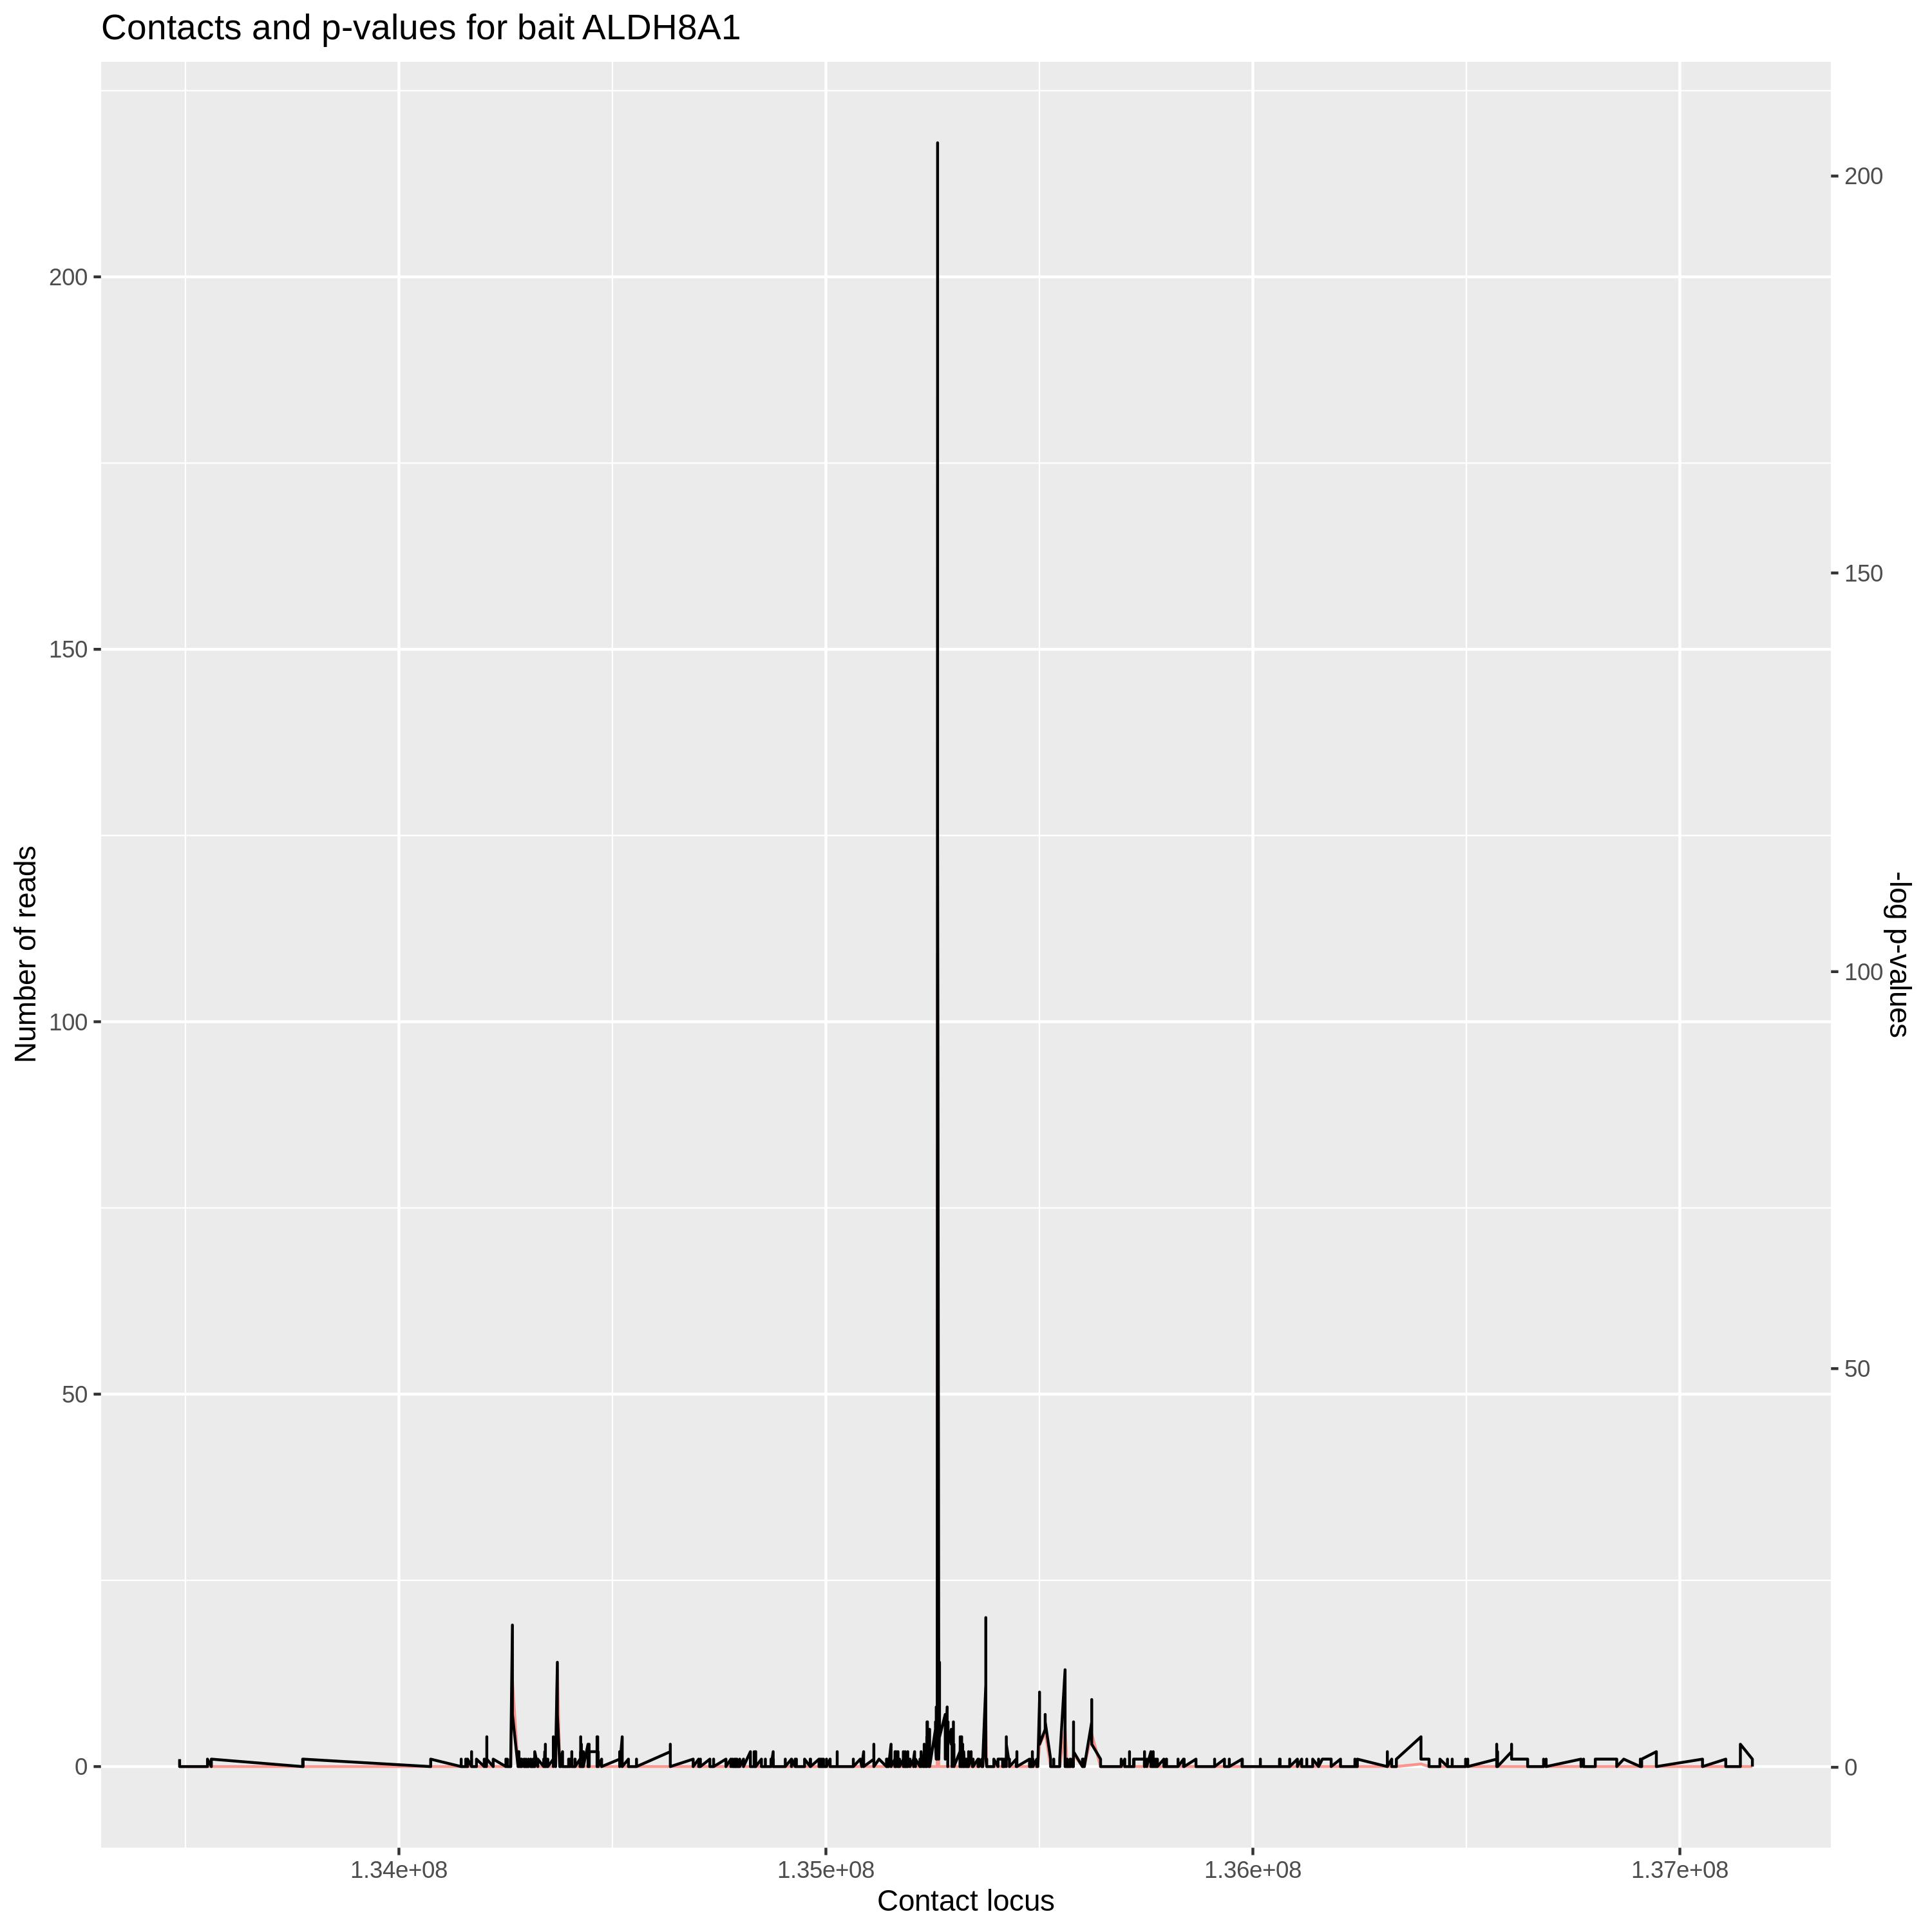 Contacts and p-values for bait ALDH8A1
200
150
100
50
0
Number of reads
200
150
100
50
0
-log p-values
1.34e+08 1.35e+08 1.36e+08 1.37e+08
Contact locus